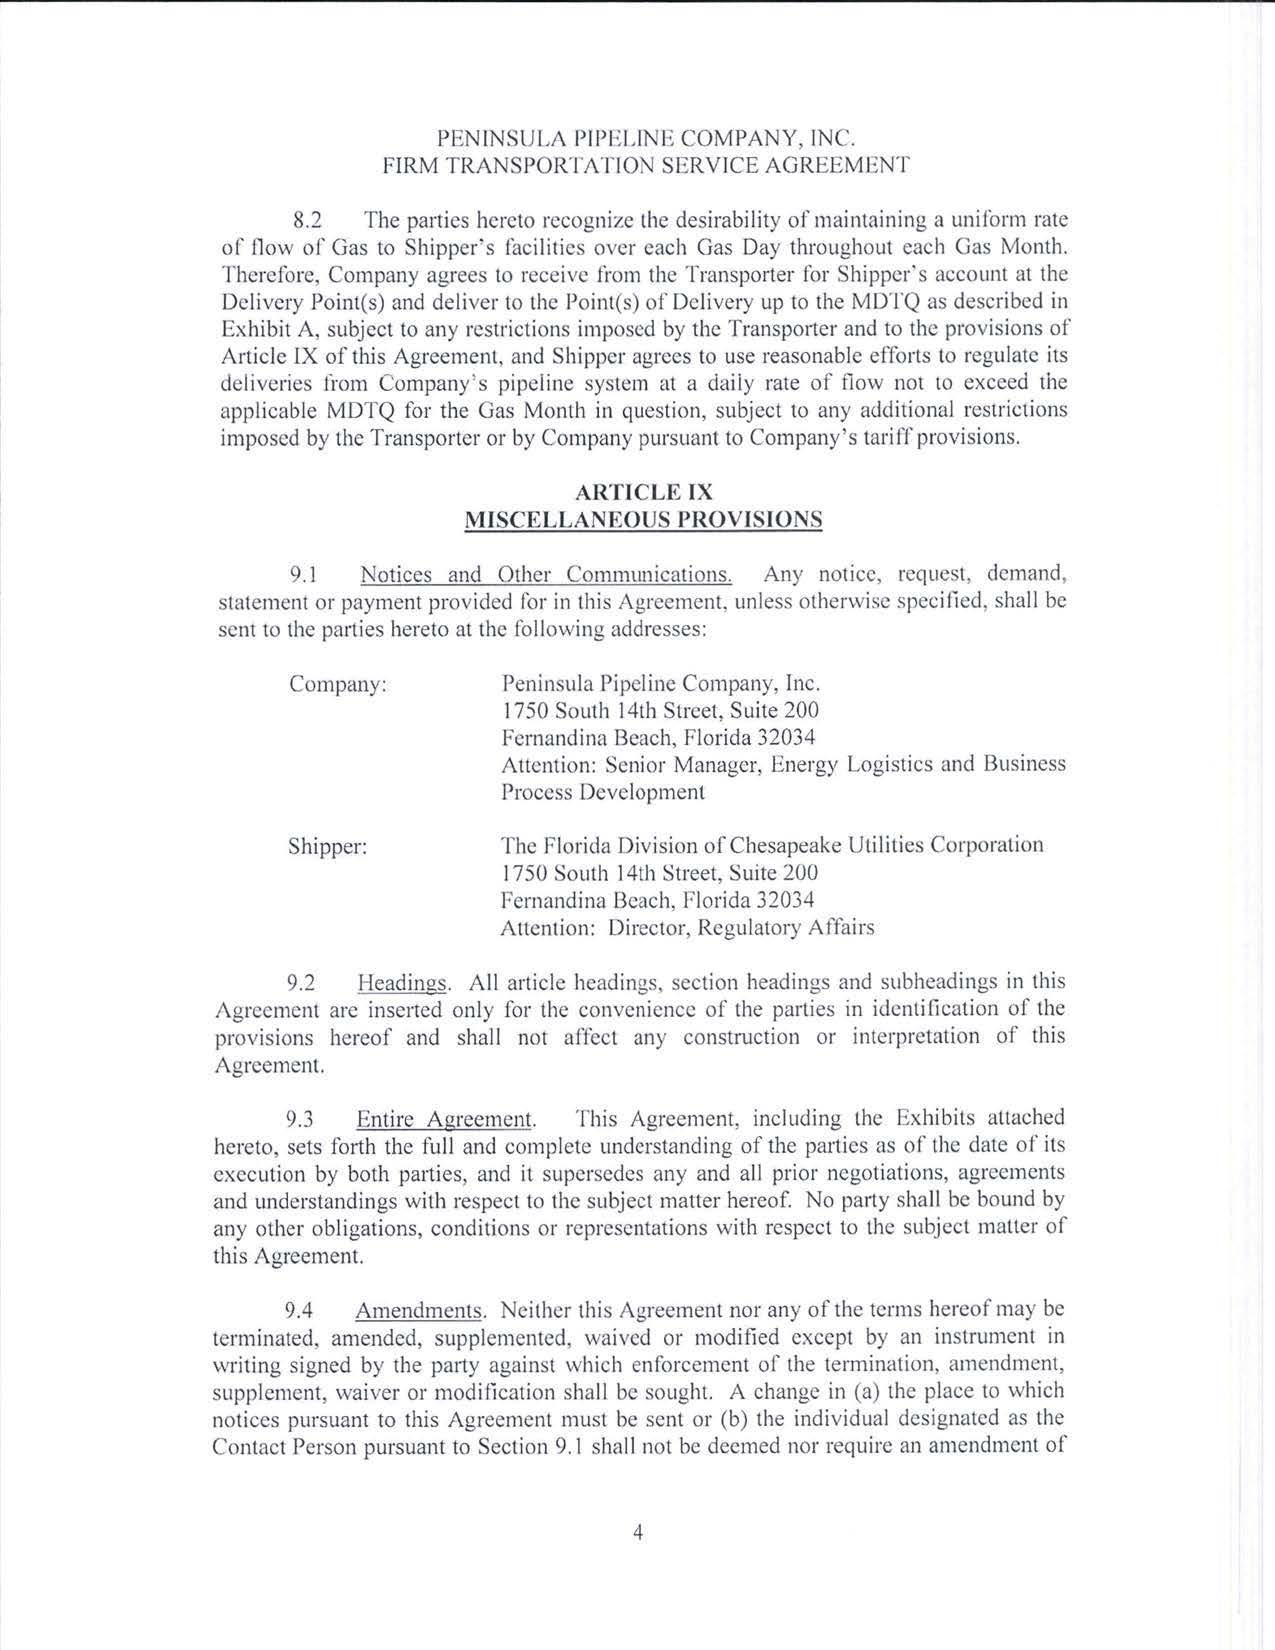 PENINSULA PIPELINE COMPANY, INC.
FIRM TRANSPORTATION SERVICE AGREEMENT
8.2 The parties hereto recognize the desirability of maintaining a uniform rate
of flow of Gas to Shipper's facilities over each Gas Day throughout each Gas Month.
Therefore, Company agrees to receive from the Transporter for Shipper's account at the
Delivery Point(s) and deliver to the Point(s) of Delivery up to the MDTQ as described in
Exhibit A, subject to any restrictions imposed by the Transporter and to the provisions of
Article IX of this Agreement, and Shipper agrees to use reasonable efforts to regulate its
deliveries from Company's pipeline system at a daily rate of flow not to exceed the
applicable MDTQ for the Gas Month in question, subject to any additional restrictions
imposed by the Transporter or by Company pursuant to Company's tariff provisions.
ARTICLE IX
MISCELLANEOUS PROVISIONS
9.1 Notices and Other Communications. Any notice, request, demand,
statement or payment provided for in this Agreement, unless otherwise specified, shall be
sent to the parties hereto at the following addresses:
Company: Peninsula Pipeline Company, Inc.
1750 South 14th Street, Suite 200
Fernandina Beach, Florida 32034
Attention: Senior Manager, Energy Logistics and Business
Process Development
Shipper: The Florida Division of Chesapeake Utilities Corporation
1750 South 14th Street, Suite 200
Fernandina Beach, Florida 32034
Attention: Director, Regulatory Affairs
9.2 Headings. All article headings, section headings and subheadings in this
Agreement are inserted only for the convenience of the parties in identification of the
provisions hereof and shall not affect any construction or interpretation of this
Agreement.
9.3 Entire Agreement. This Agreement, including the Exhibits attached
hereto, sets forth the full and complete understanding of the parties as of the date of its
execution by both parties, and it supersedes any and all prior negotiations, agreements
and understandings with respect to the subject matter hereof. No party shall be bound by
any other obligations, conditions or representations with respect to the subject matter of
this Agreement.
9.4 Amendments. Neither this Agreement nor any of the terms hereof may be
terminated, amended, supplemented, waived or modified except by an instrument in
writing signed by the party against which enforcement of the termination, amendment,
supplement, waiver or modification shall be sought. A change in (a) the place to which
notices pursuant to this Agreement must be sent or (b) the individual designated as the
Contact Person pursuant to Section 9.1 shall not be deemed nor require an amendment of
4